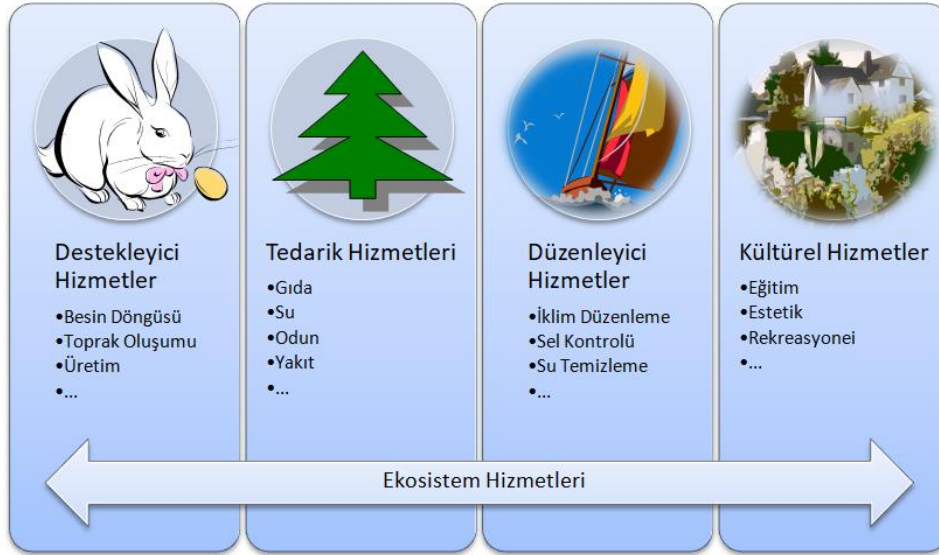 Destekleyici
Hizmetler
•Besin Döngüsü
•Toprak Oluşumu
•Üretim
•...
Tedarik Hizmetleri
•Gıda
•Su
•Odun
•Yakıt
•...
Düzenleyici
Hizmetler
•İklim Düzenleme
•Sel Kontrolü
•Su Temizleme
•...
Kültürel Hizmetler
•Eğitim
•Estetik
•Rekreasyonei
•...
Ekosistem Hizmetleri